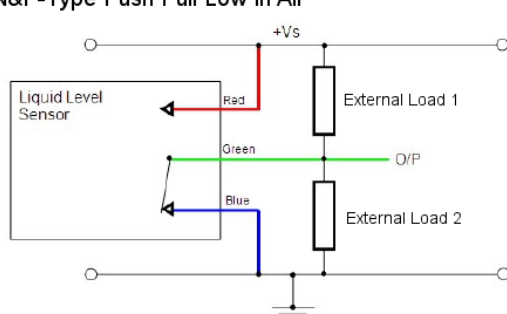 Type Push Pull Low in Air
+Vs
Liquid Level
Sensor
Red
External Load 1
Green
O/P
Blue
External Load 2